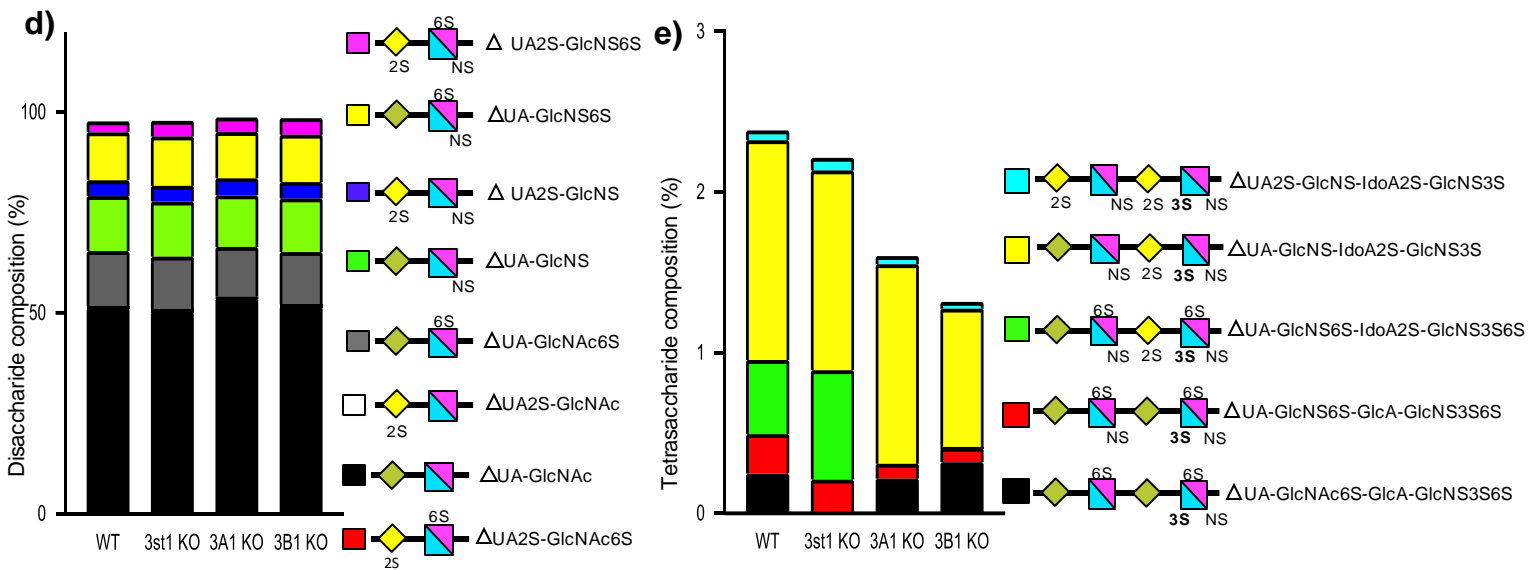 d)
Disaccharide composition (%)
100
50
0
WT 3st1 KO 3A1 KO 3B1 KO
6S
2S NS
Δ UA2S-GlcNS6S
6S
NS
ΔUA-GlcNS6S
2S NS
Δ UA2S-GlcNS
NS
ΔUA-GlcNS
6S
ΔUA-GlcNAc6S
2S
ΔUA2S-GlcNAc
ΔUA-GlcNAc
6S
2S
ΔUA2S-GlcNAc6S
e)
Tetrasaccharide composition (%)
3
2
1
0
WT 3st1 KO 3A1 KO 3B1 KO
2S NS 2S 3S NS
ΔUA2S-GlcNS-IdoA2S-GlcNS3S
NS 2S 3S NS
ΔUA-GlcNS-IdoA2S-GlcNS3S
6S 6S
NS 2S 3S NS
ΔUA-GlcNS6S-IdoA2S-GlcNS3S6S
6S 6S
NS 3S NS
ΔUA-GlcNS6S-GlcA-GlcNS3S6S
6S 6S
3S NS
ΔUA-GlcNAc6S-GlcA-GlcNS3S6S